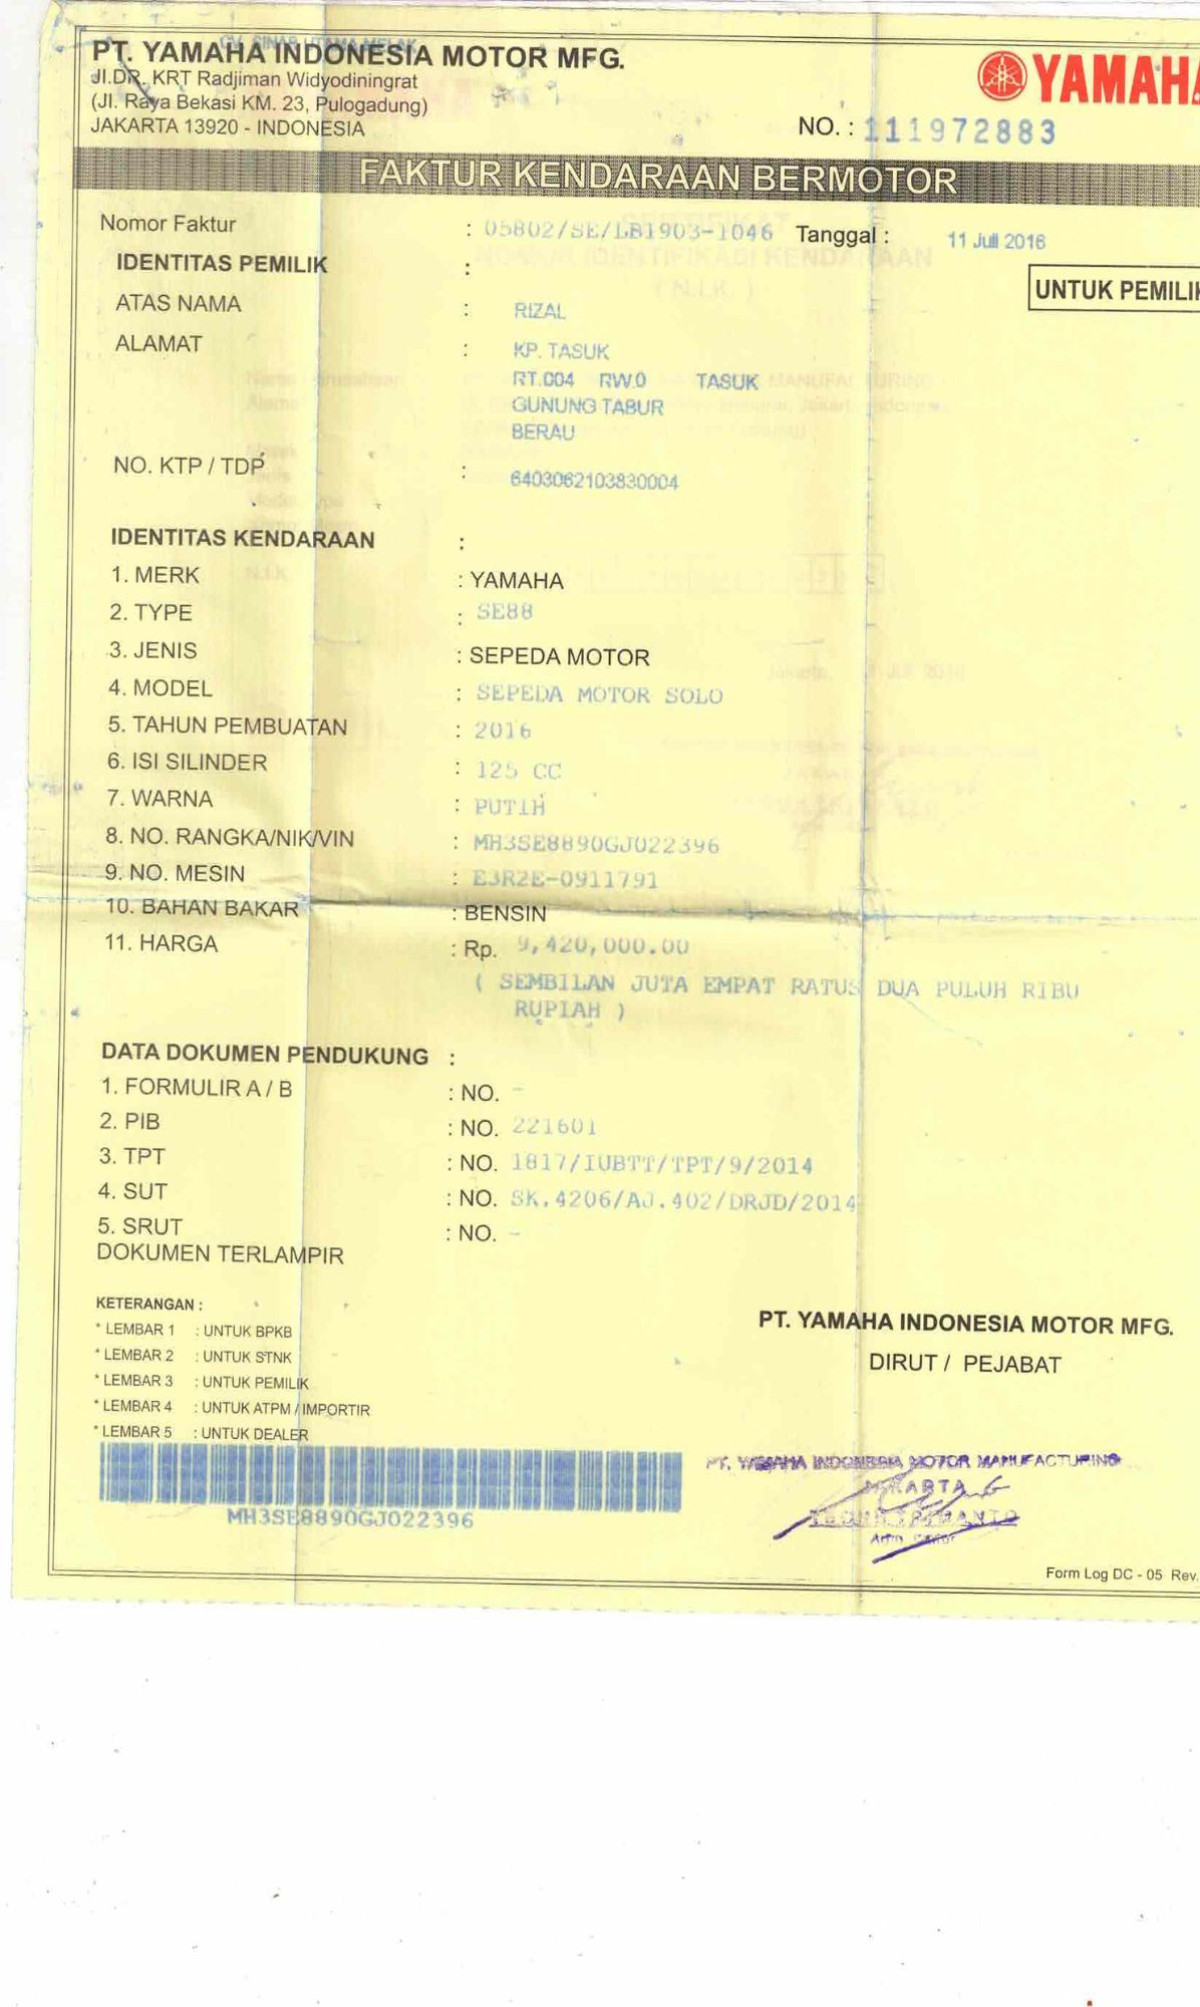 CV. SINAR UTAMA MELAK
PT. YAMAHA INDONESIA MOTOR MFG.
Jl.DR. KRT Radjiman Widyodiningrat
(Jl. Raya Bekasi KM. 23, Pulogadung)
JAKARTA 13920 - INDONESIA
YAMAHA
NO. : 111972883
FAKTUR KENDARAAN BERMOTOR
Nomor Faktur : 05802/SE/LB1903-1046 Tanggal : 11 Juli 2016
IDENTITAS PEMILIK :
UNTUK PEMILIK
ATAS NAMA : RIZAL
ALAMAT : KP. TASUK
RT.004 RW.0 TASUK
GUNUNG TABUR
BERAU
NO. KTP / TDP : 6403062103830004
IDENTITAS KENDARAAN :
1. MERK : YAMAHA
2. TYPE : SE88
3. JENIS : SEPEDA MOTOR
4. MODEL : SEPEDA MOTOR SOLO
5. TAHUN PEMBUATAN : 2016
6. ISI SILINDER : 125 CC
7. WARNA : PUTIH
8. NO. RANGKA/NIK/VIN : MH3SE8890GJ022396
9. NO. MESIN : E3R2E-0911791
10. BAHAN BAKAR : BENSIN
11. HARGA : Rp. 9,420,000.00
( SEMBILAN JUTA EMPAT RATUS DUA PULUH RIBU
RUPIAH )
DATA DOKUMEN PENDUKUNG :
1. FORMULIR A / B : NO. -
2. PIB : NO. 221601
3. TPT : NO. 1817/IUBTT/TPT/9/2014
4. SUT : NO. SK.4206/AJ.402/DRJD/2014
5. SRUT : NO. -
DOKUMEN TERLAMPIR
KETERANGAN :
* LEMBAR 1 : UNTUK BPKB
* LEMBAR 2 : UNTUK STNK
* LEMBAR 3 : UNTUK PEMILIK
* LEMBAR 4 : UNTUK ATPM / IMPORTIR
* LEMBAR 5 : UNTUK DEALER
PT. YAMAHA INDONESIA MOTOR MFG.
DIRUT / PEJABAT
PT. YAMAHA INDONESIA MOTOR MANUFACTURING
JAKARTA
MH3SE8890GJ022396
Form Log DC - 05 Rev.